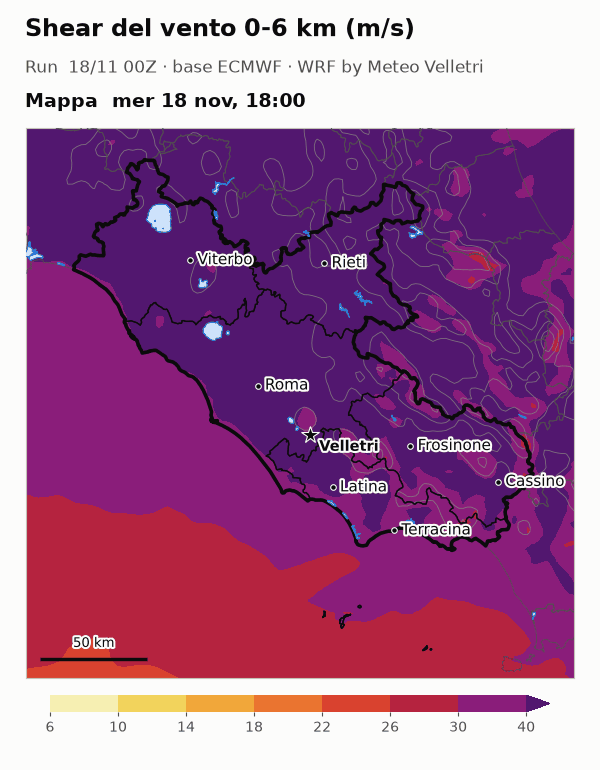 Shear del vento 0-6 km (m/s)
Run  18/11 00Z · base ECMWF · WRF by Meteo Velletri
Mappa  mer 18 nov, 18:00
Viterbo
Rieti
Roma
Velletri
Frosinone
Latina
Cassino
Terracina
50 km
6 10 14 18 22 26 30 40